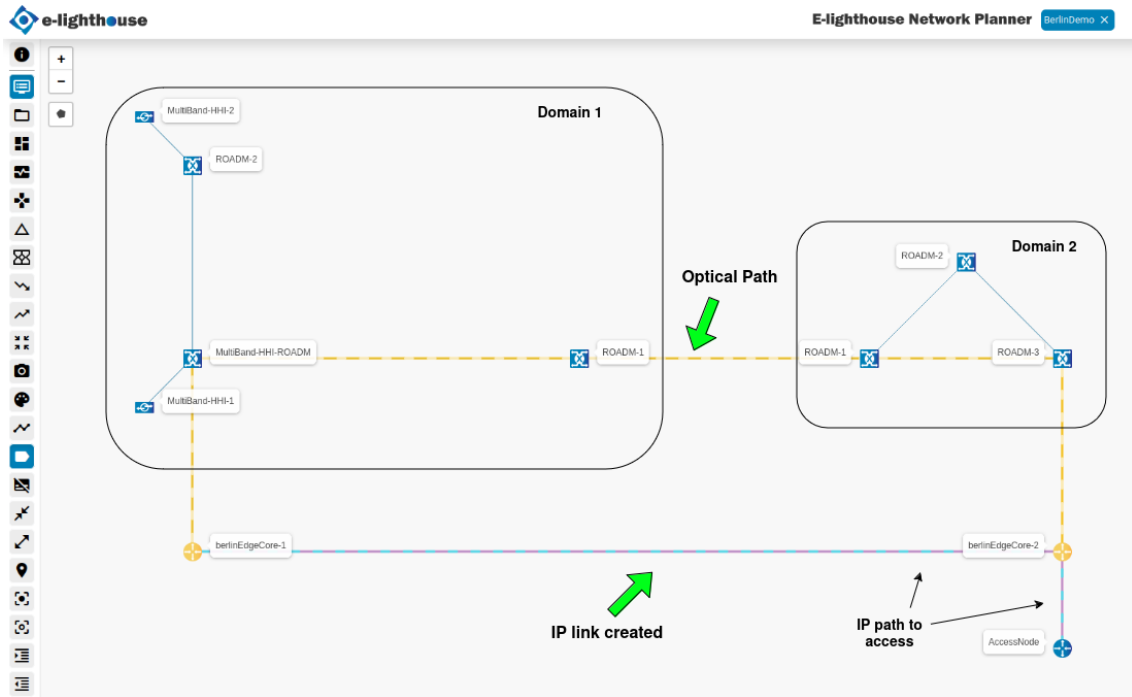 e-lighthouse
E-lighthouse Network Planner
BerlinDemo ×
+
−
MultiBand-HHI-2
Domain 1
ROADM-2
Domain 2
ROADM-2
Optical Path
MultiBand-HHI-ROADM
ROADM-1
ROADM-1
ROADM-3
MultiBand-HHI-1
berlinEdgeCore-1
berlinEdgeCore-2
IP link created
IP path to
access
AccessNode